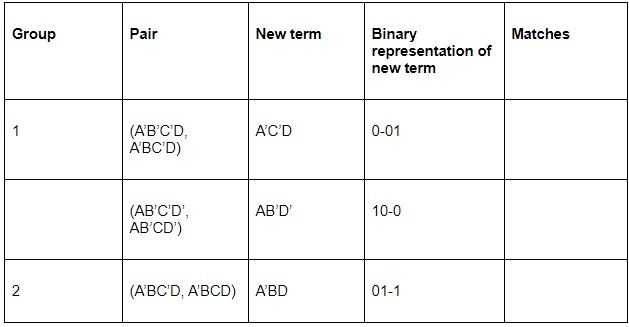 Group Pair New term Binary Matches
representation of
new term
1 (A’B’C’D, A’C’D 0-01
A’BC’D)
(AB’C’D’, AB’D’ 10-0
AB’CD’)
2 (A’BC’D, A’BCD) A’BD 01-1